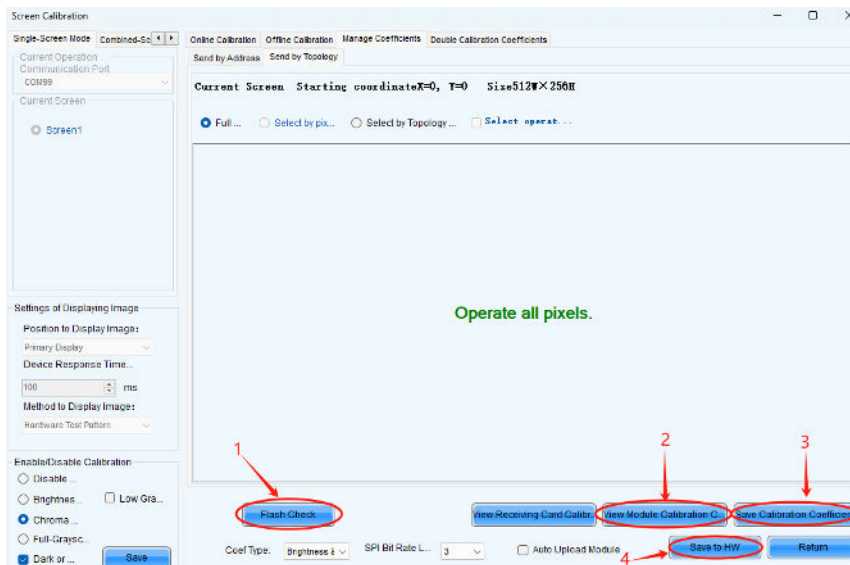 Screen Calibration
Single-Screen Mode Combined-Sc
Online Calibration Offline Calibration Manage Coefficients Double Calibration Coefficients
Current Operation
Communication Port
COM99
Current Screen
Screen1
Send by Address Send by Topology
Current Screen Starting coordinateX=0, Y=0 Size512W×256H
Full ... Select by pix... Select by Topology ... Select operat...
Operate all pixels.
Settings of Displaying Image
Position to Display Image:
Primary Display
Device Response Time...
100 ms
Method to Display Image:
Hardware Test Pattern
Enable/Disable Calibration
Disable ...
Brightnes... Low Gra...
Chroma ...
Full-Graysc...
Dark or ... Save
1
2
3
Flash Check View Receiving Card Calibr.. View Module Calibration C... Save Calibration Coefficien
Coef Type: Brightness & SPI Bit Rate L... 3 Auto Upload Module
4
Save to HW Return